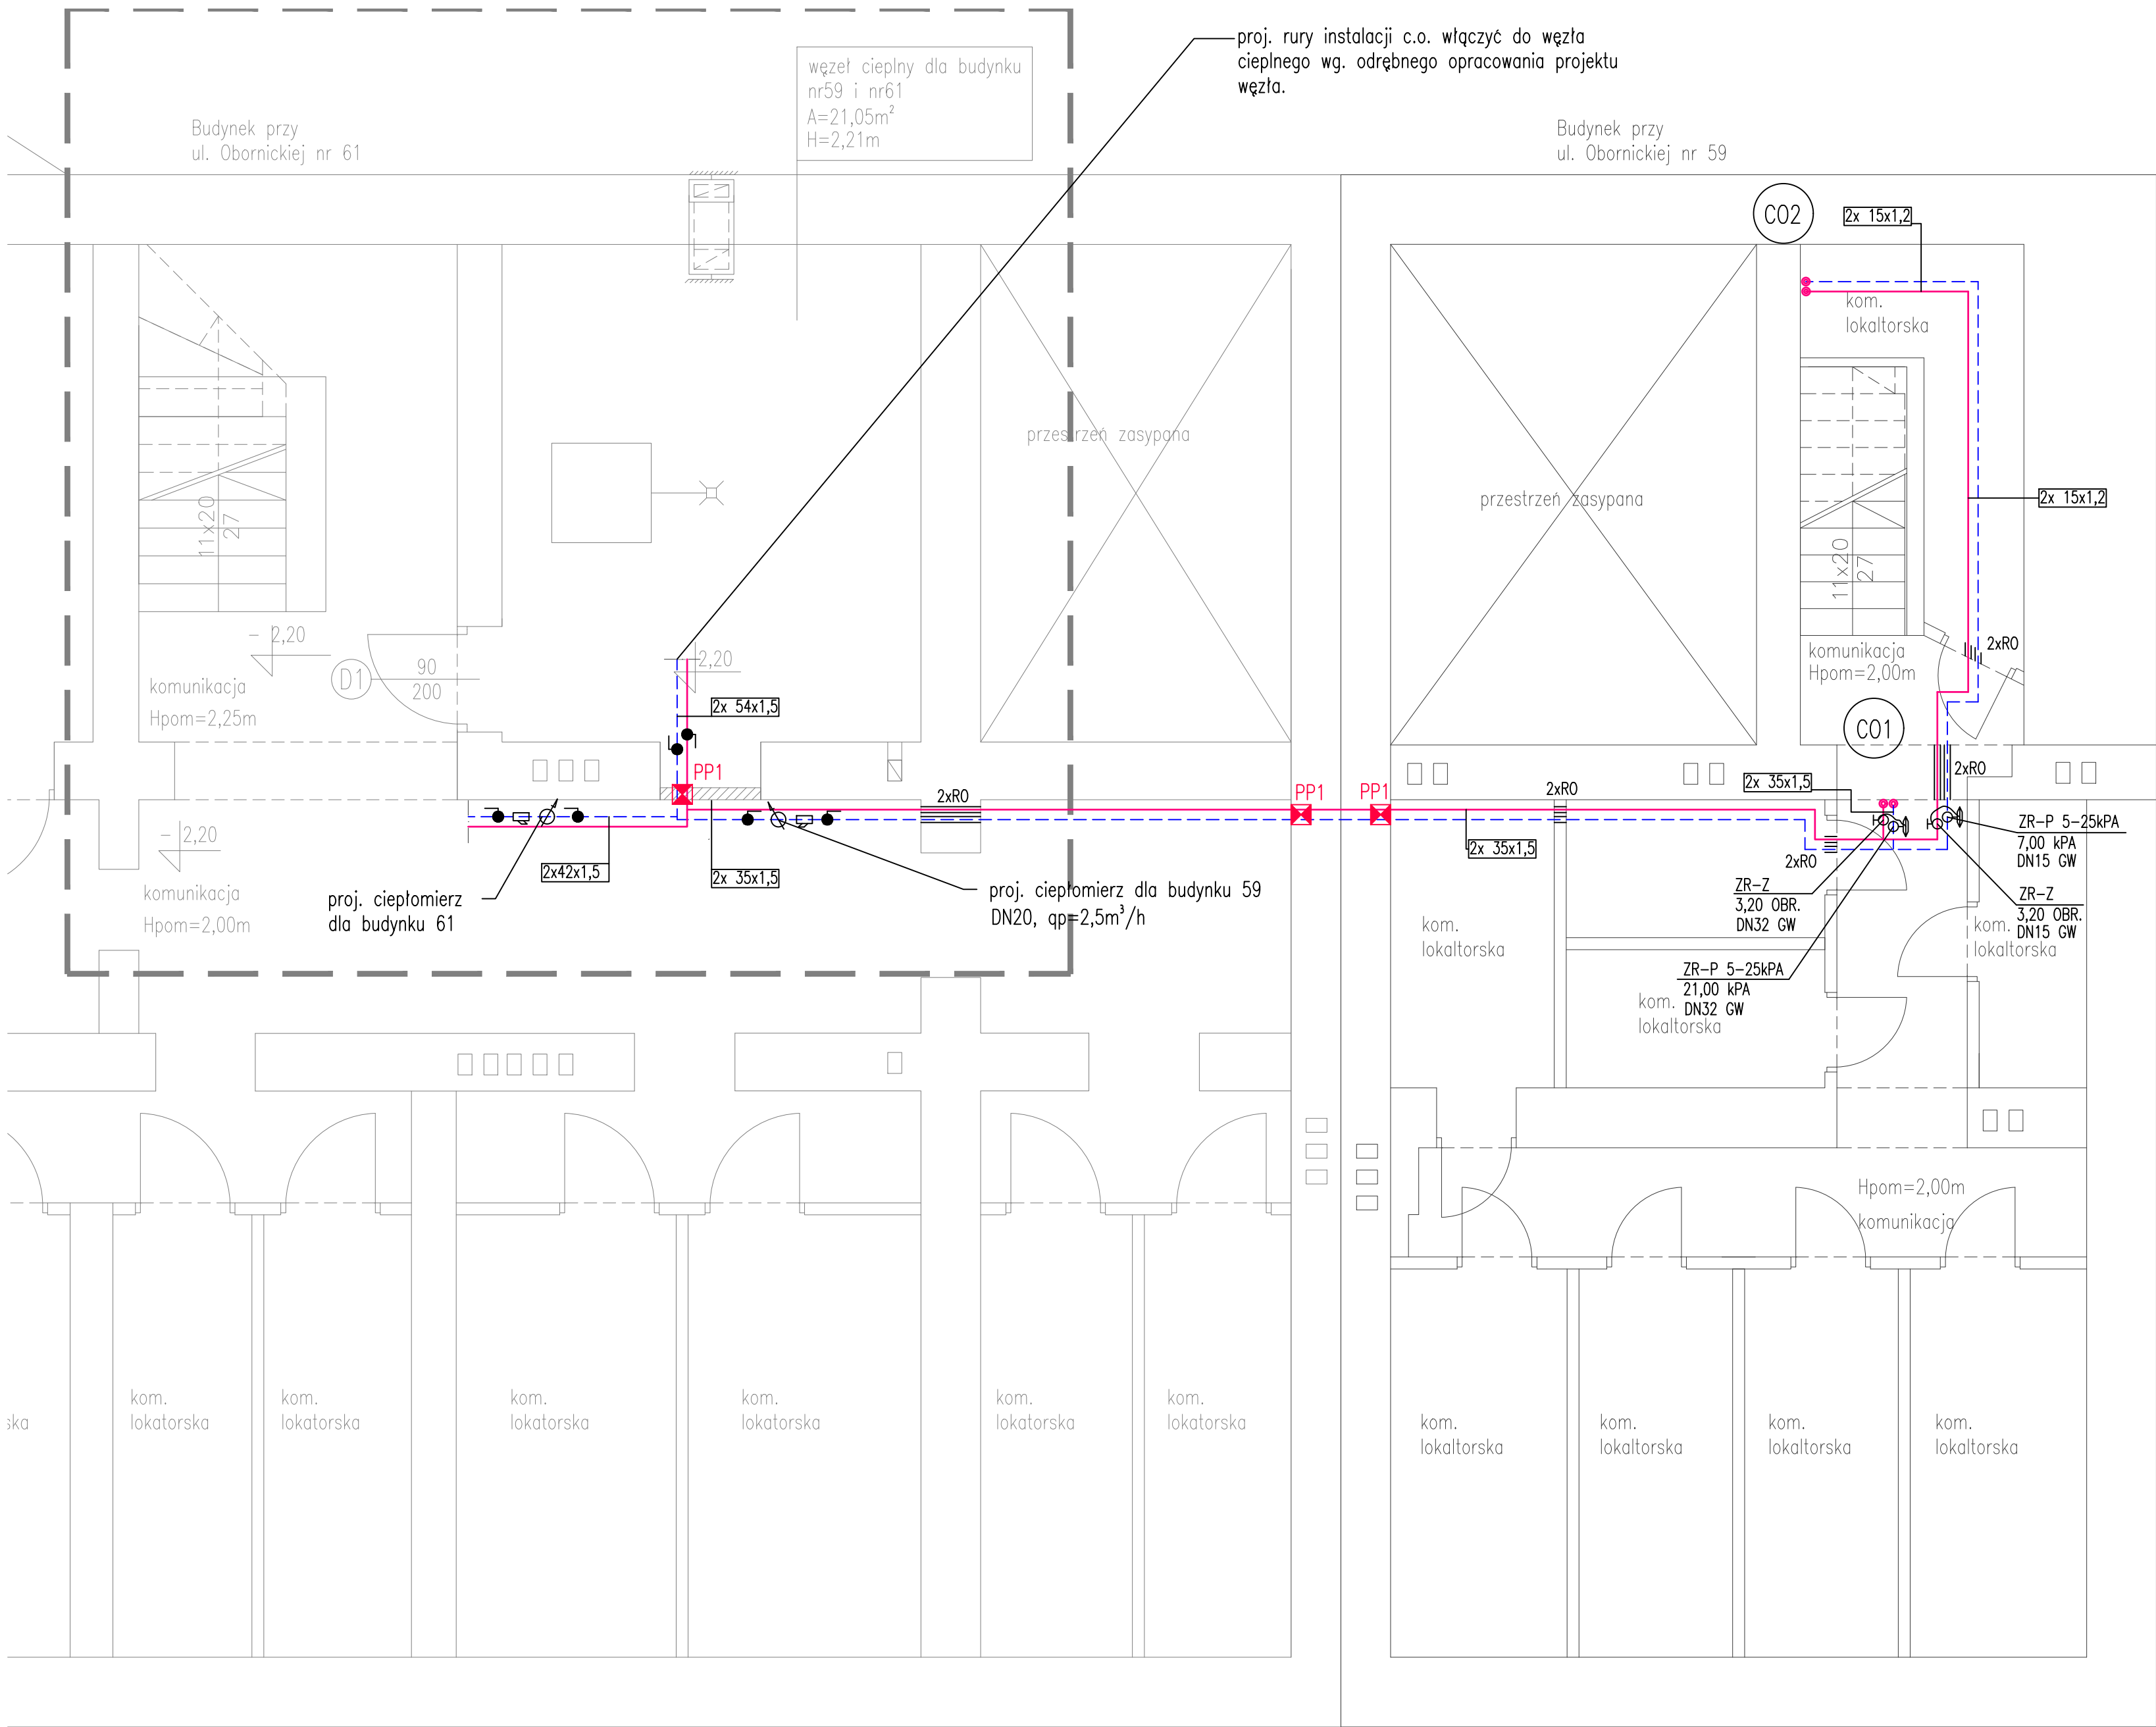 proj. rury instalacji c.o. włączyć do węzła
cieplnego wg. odrębnego opracowania projektu
węzła.
węzeł cieplny dla budynku
nr59 i nr61
A=21,05m²
H=2,21m
Budynek przy
ul. Obornickiej nr 61
Budynek przy
ul. Obornickiej nr 59
CO2
2x 15x1,2
kom.
lokaltorska
przestrzeń zasypana
przestrzeń zasypana
2x 15x1,2
11x20
27
11x20
27
- 2,20
komunikacja
Hpom=2,25m
D1
90
200
2,20
2x 54x1,5
PP1
komunikacja
Hpom=2,00m
2xRO
CO1
2xRO
2x 35x1,5
PP1
PP1
2xRO
2xRO
- 2,20
2x42x1,5
2x 35x1,5
2x 35x1,5
2xRO
ZR-P 5-25kPA
7,00 kPA
DN15 GW
komunikacja
Hpom=2,00m
proj. ciepłomierz
dla budynku 61
proj. ciepłomierz dla budynku 59
DN20, qp=2,5m³/h
ZR-Z
3,20 OBR.
DN32 GW
ZR-Z
3,20 OBR.
DN15 GW
kom.
lokaltorska
kom.
lokaltorska
ZR-P 5-25kPA
21,00 kPA
DN32 GW
kom.
lokaltorska
Hpom=2,00m
komunikacja
ska
kom.
lokatorska
kom.
lokatorska
kom.
lokatorska
kom.
lokatorska
kom.
lokatorska
kom.
lokatorska
kom.
lokaltorska
kom.
lokaltorska
kom.
lokaltorska
kom.
lokaltorska